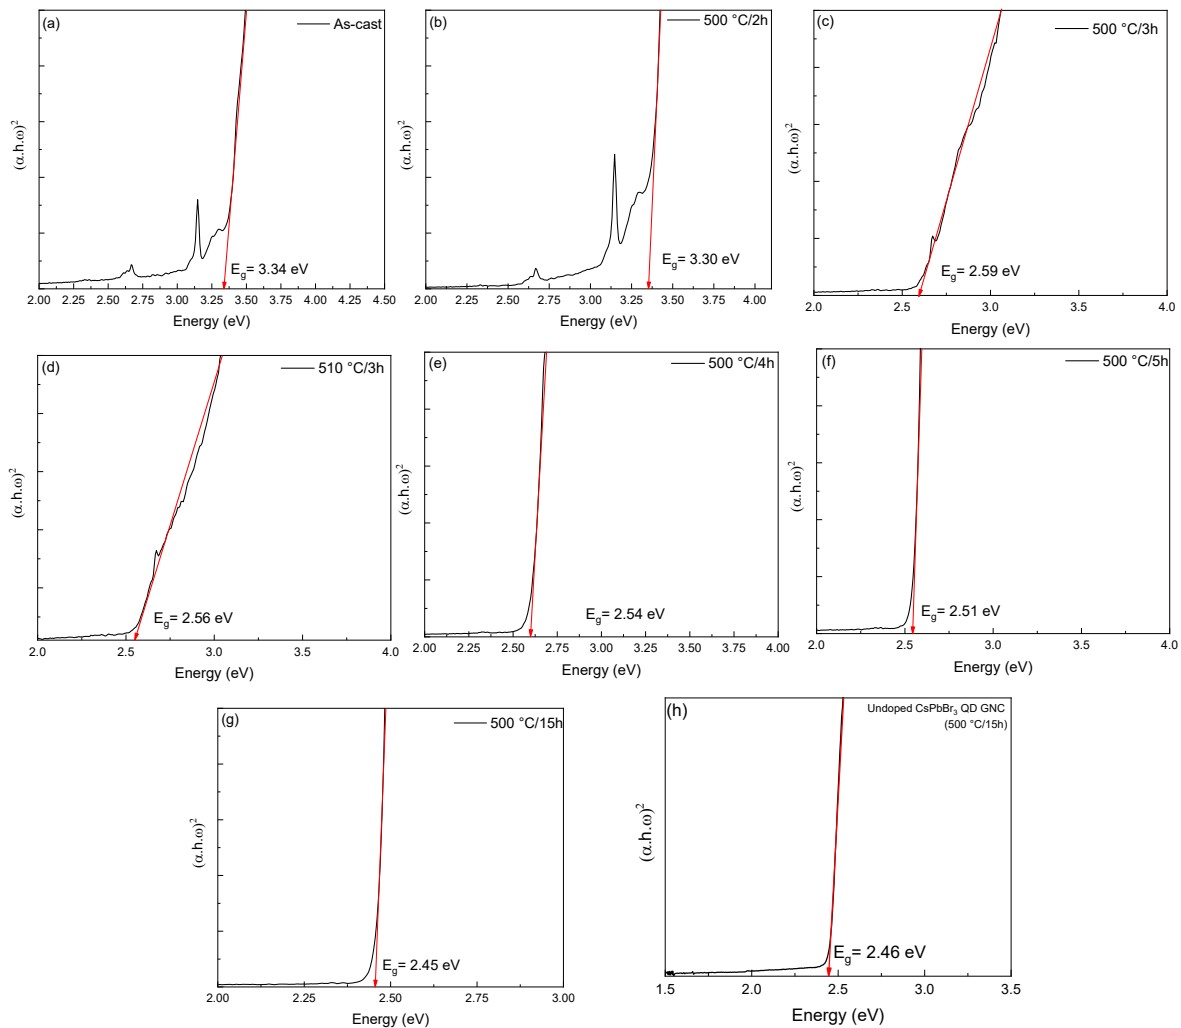 (a)
As-cast
(α.h.ω)²
E_g= 3.34 eV
2.00 2.25 2.50 2.75 3.00 3.25 3.50 3.75 4.00 4.25 4.50
Energy (eV)
(b)
500 °C/2h
(α.h.ω)²
E_g= 3.30 eV
2.00 2.25 2.50 2.75 3.00 3.25 3.50 3.75 4.00
Energy (eV)
(c)
500 °C/3h
(α.h.ω)²
E_g= 2.59 eV
2.0 2.5 3.0 3.5 4.0
Energy (eV)
(d)
510 °C/3h
(α.h.ω)²
E_g= 2.56 eV
2.0 2.5 3.0 3.5 4.0
Energy (eV)
(e)
500 °C/4h
(α.h.ω)²
E_g= 2.54 eV
2.00 2.25 2.50 2.75 3.00 3.25 3.50 3.75 4.00
Energy (eV)
(f)
500 °C/5h
(α.h.ω)²
E_g= 2.51 eV
2.0 2.5 3.0 3.5 4.0
Energy (eV)
(g)
500 °C/15h
(α.h.ω)²
E_g= 2.45 eV
2.00 2.25 2.50 2.75 3.00
Energy (eV)
(h)
Undoped CsPbBr₃ QD GNC
(500 °C/15h)
(α.h.ω)²
E_g= 2.46 eV
1.5 2.0 2.5 3.0 3.5
Energy (eV)